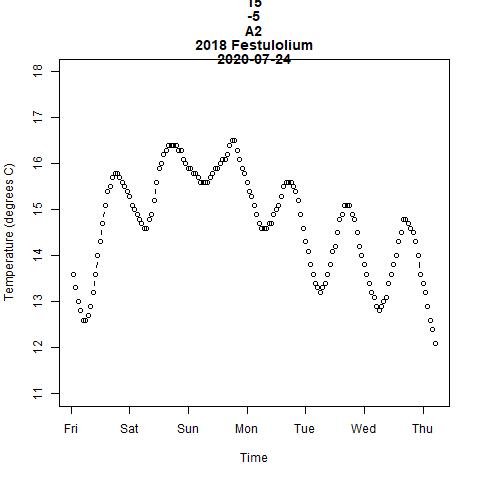 15
-5
A2
2018 Festulolium
2020-07-24
Temperature (degrees C)
18
17
16
15
14
13
12
11
Fri Sat Sun Mon Tue Wed Thu
Time